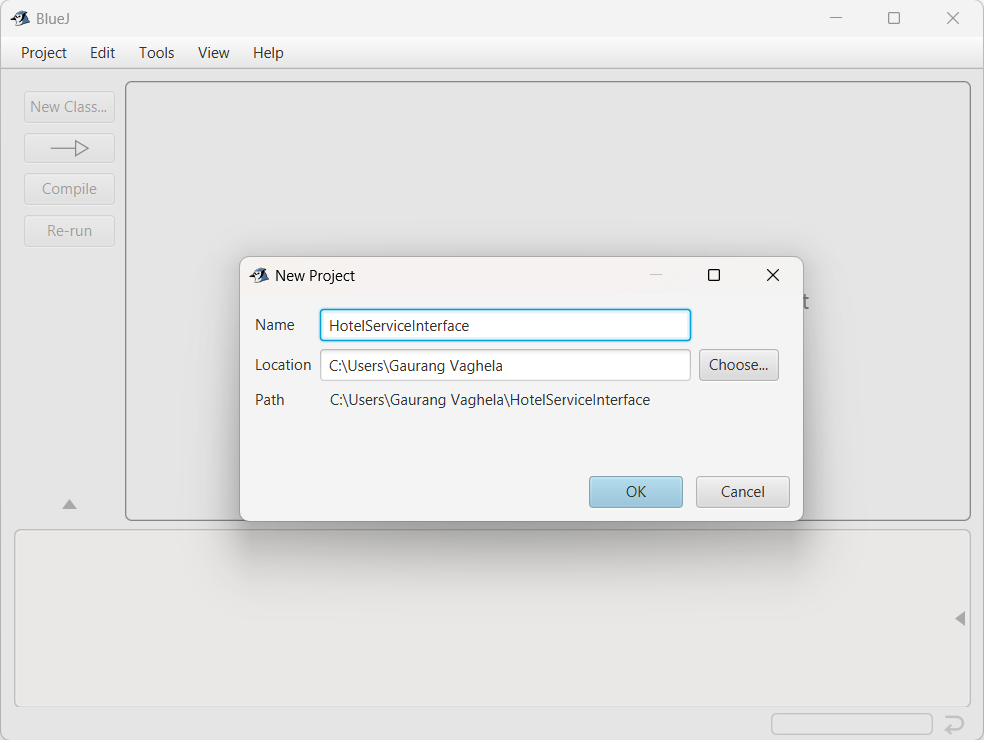 BlueJ
Project Edit Tools View Help
New Class...
Compile
Re-run
New Project
Name HotelServiceInterface
Location C:\Users\Gaurang Vaghela Choose...
Path C:\Users\Gaurang Vaghela\HotelServiceInterface
OK Cancel